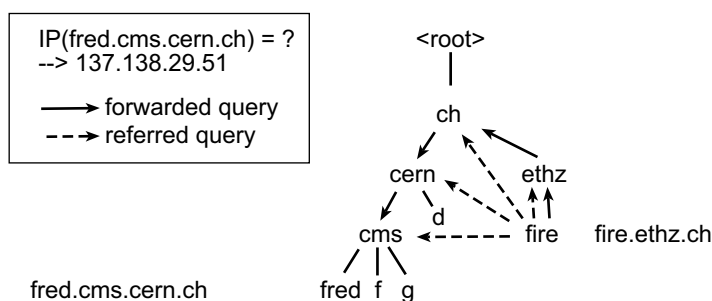 IP(fred.cms.cern.ch) = ?
--> 137.138.29.51
forwarded query
referred query
<root>
ch
cern
ethz
d
cms
fire
fire.ethz.ch
fred.cms.cern.ch
fred f g